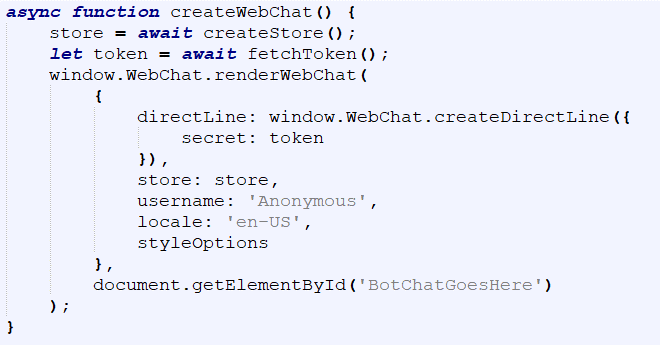 async function createWebChat() {
    store = await createStore();
    let token = await fetchToken();
    window.WebChat.renderWebChat(
        {
            directLine: window.WebChat.createDirectLine({
                secret: token
            }),
            store: store,
            username: 'Anonymous',
            locale: 'en-US',
            styleOptions
        },
        document.getElementById('BotChatGoesHere')
    );
}